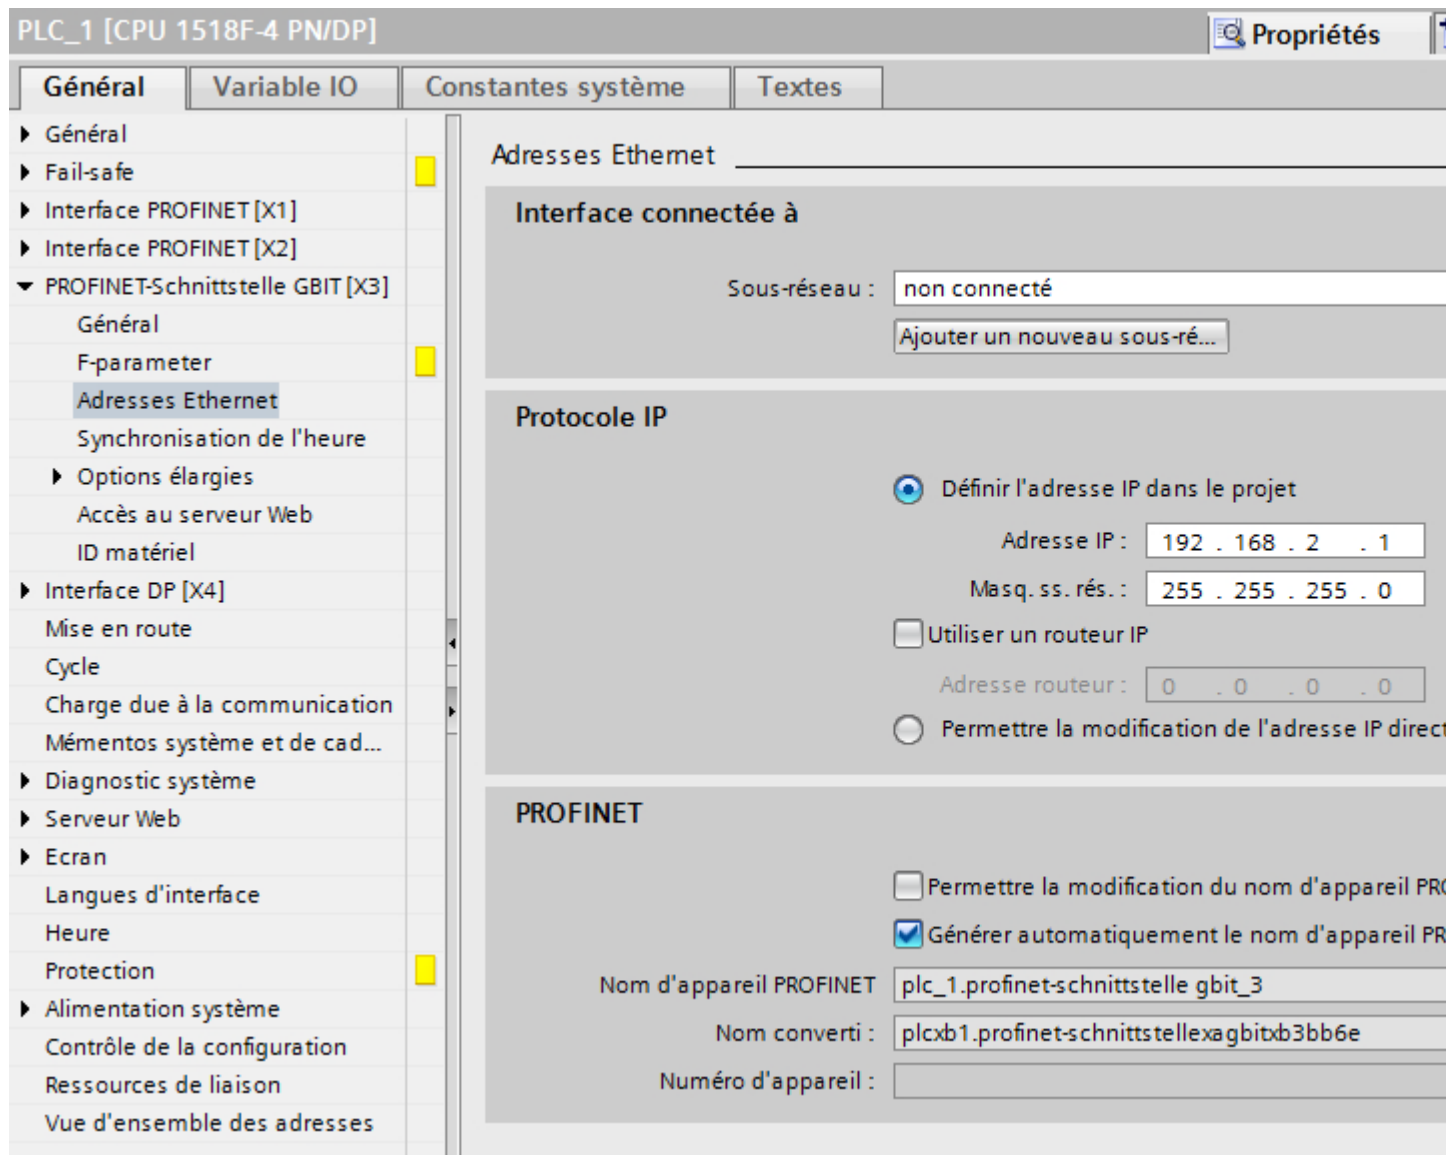 PLC_1 [CPU 1518F-4 PN/DP]
Propriétés
Général
Variable IO
Constantes système
Textes
Général
Fail-safe
Interface PROFINET [X1]
Interface PROFINET [X2]
PROFINET-Schnittstelle GBIT [X3]
Général
F-parameter
Adresses Ethernet
Synchronisation de l'heure
Options élargies
Accès au serveur Web
ID matériel
Interface DP [X4]
Mise en route
Cycle
Charge due à la communication
Mémentos système et de cad...
Diagnostic système
Serveur Web
Ecran
Langues d'interface
Heure
Protection
Alimentation système
Contrôle de la configuration
Ressources de liaison
Vue d'ensemble des adresses
Adresses Ethernet
Interface connectée à
Sous-réseau : non connecté
Ajouter un nouveau sous-ré...
Protocole IP
Définir l'adresse IP dans le projet
Adresse IP : 192 . 168 . 2 . 1
Masq. ss. rés. : 255 . 255 . 255 . 0
Utiliser un routeur IP
Adresse routeur : 0 . 0 . 0 . 0
Permettre la modification de l'adresse IP direct
PROFINET
Permettre la modification du nom d'appareil PRO
Générer automatiquement le nom d'appareil PR
Nom d'appareil PROFINET plc_1.profinet-schnittstelle gbit_3
Nom converti : plcxb1.profinet-schnittstellexagbitxb3bb6e
Numéro d'appareil :